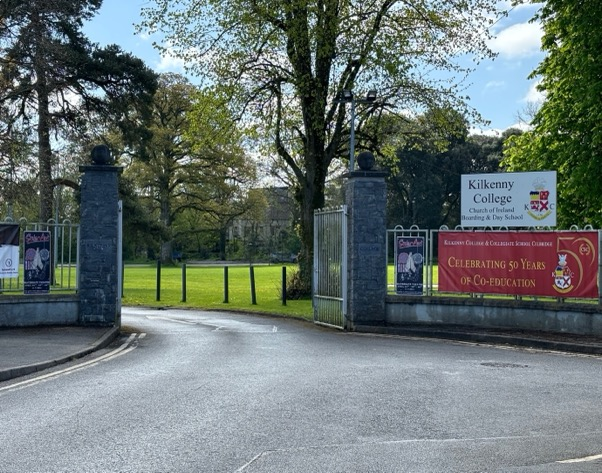 Kilkenny
College
Church of Ireland
Boarding & Day School
K C
Kilkenny College & Collegiate School Celbridge
Celebrating 50 Years
of Co-education
50